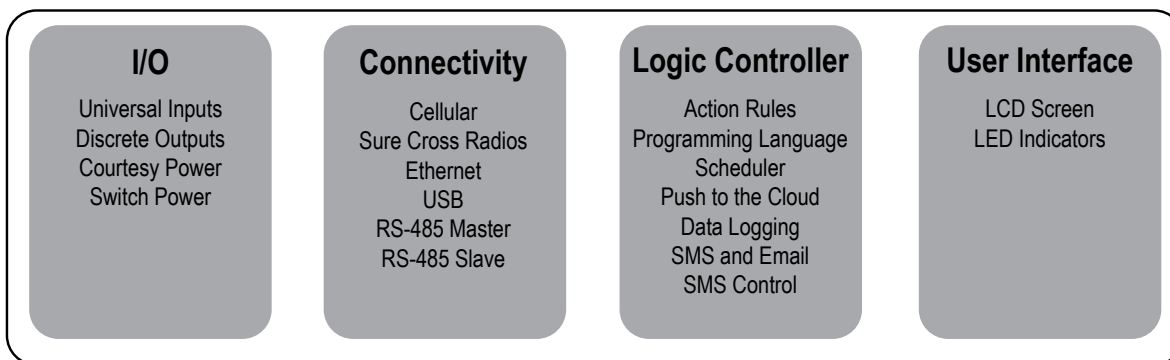 I/O
Universal Inputs
Discrete Outputs
Courtesy Power
Switch Power
Connectivity
Cellular
Sure Cross Radios
Ethernet
USB
RS-485 Master
RS-485 Slave
Logic Controller
Action Rules
Programming Language
Scheduler
Push to the Cloud
Data Logging
SMS and Email
SMS Control
User Interface
LCD Screen
LED Indicators